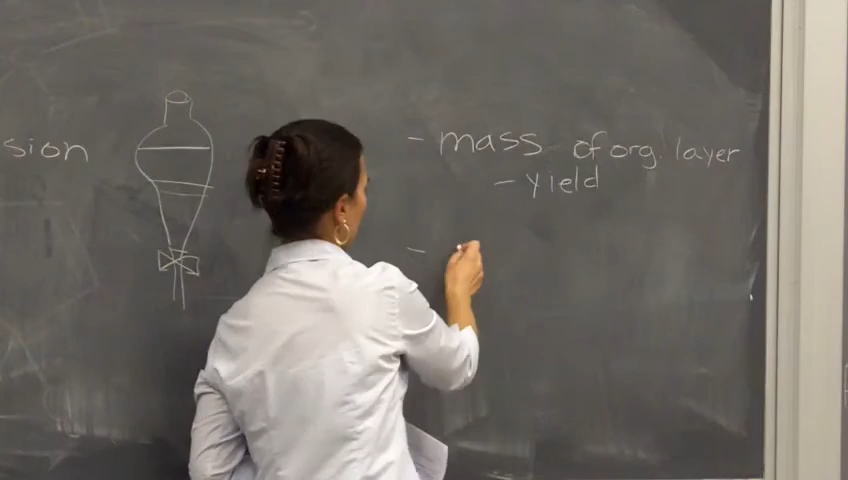 sion
- mass of org. layer
- yield
-